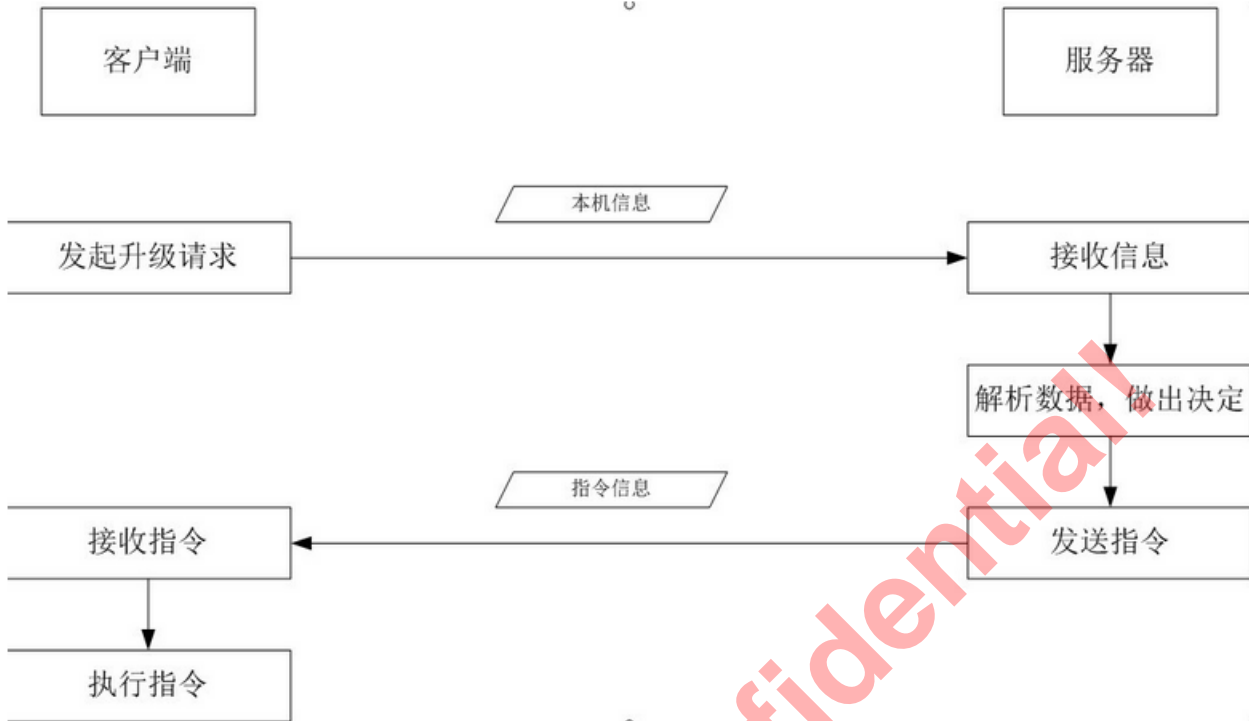 客户端
服务器
本机信息
发起升级请求
接收信息
解析数据，做出决定
指令信息
接收指令
发送指令
执行指令
fidential!